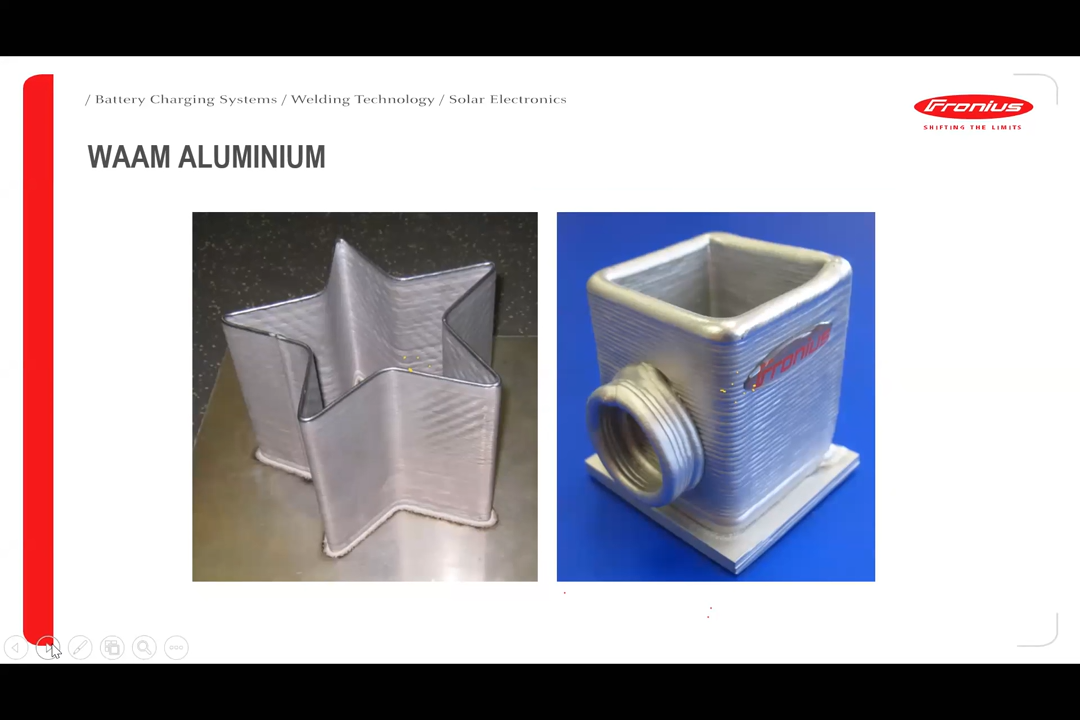 / Battery Charging Systems / Welding Technology / Solar Electronics
Fronius
SHIFTING THE LIMITS
WAAM ALUMINIUM
Fronius